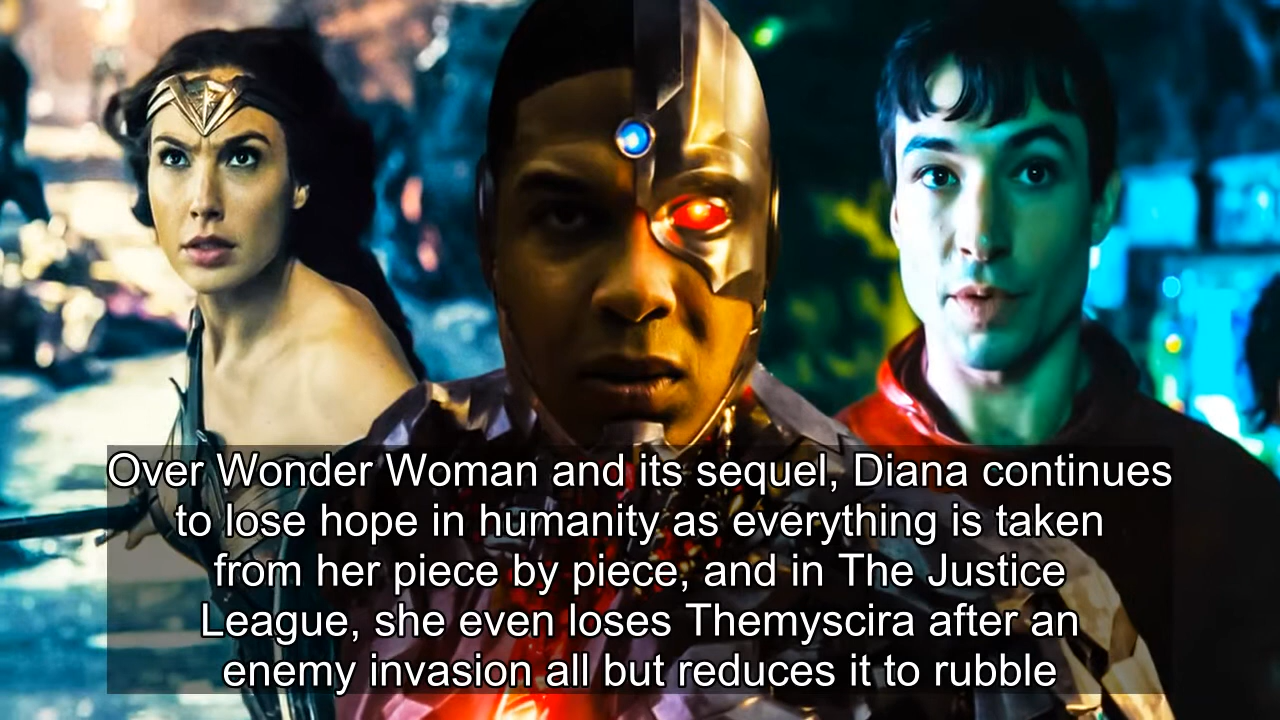 Over Wonder Woman and its sequel, Diana continues
to lose hope in humanity as everything is taken
from her piece by piece, and in The Justice
League, she even loses Themyscira after an
enemy invasion all but reduces it to rubble